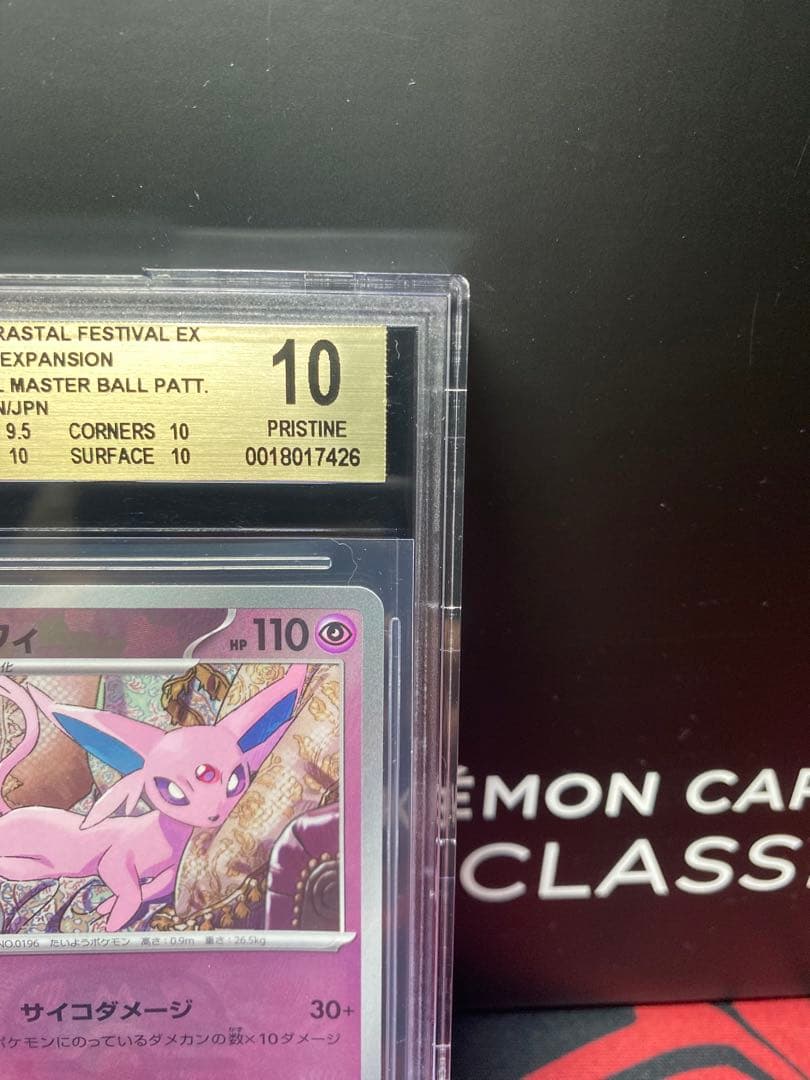 RASTAL FESTIVAL EX
EXPANSION
L MASTER BALL PATT.
N/JPN
9.5 CORNERS 10
10 SURFACE 10
10
PRISTINE
0018017426
フィ
HP 110
化
NO.0196 たいようポケモン 高さ:0.9m 重さ:26.5kg
サイコダメージ 30+
ポケモンにのっているダメカンの数×10ダメージ
かず
ÉMON CAR
CLASS